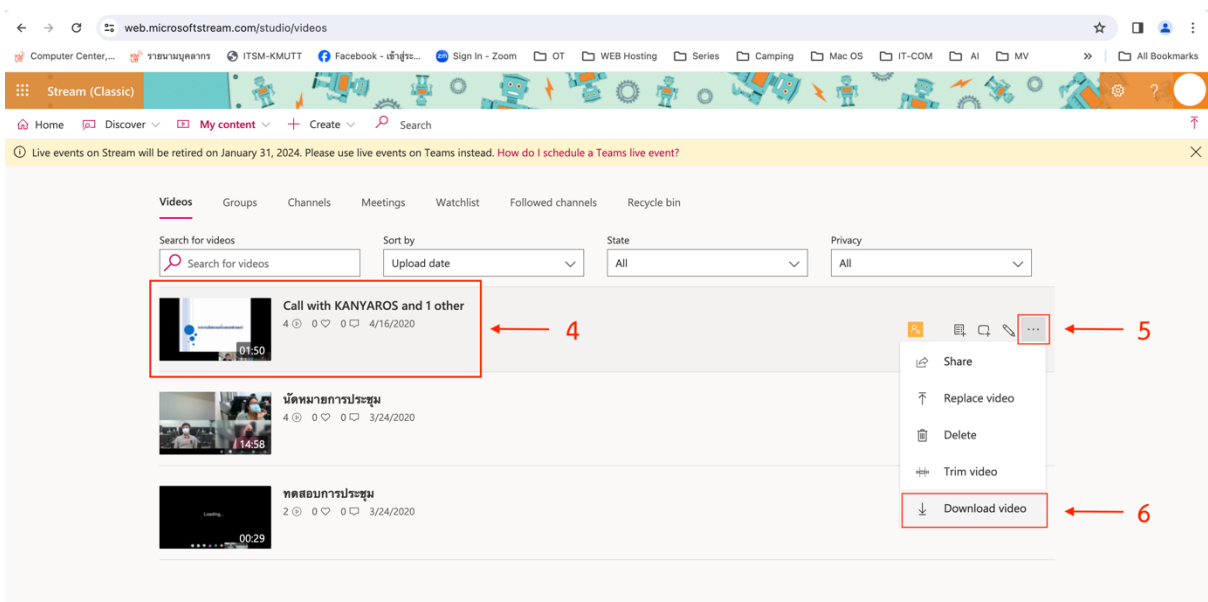 web.microsoftstream.com/studio/videos
Computer Center,... รายนามบุคลากร ITSM-KMUTT Facebook - เข้าสู่ระ... Sign In - Zoom OT WEB Hosting Series Camping Mac OS IT-COM AI MV » All Bookmarks
Stream (Classic) ?
Home Discover My content Create Search
Live events on Stream will be retired on January 31, 2024. Please use live events on Teams instead. How do I schedule a Teams live event?
Videos Groups Channels Meetings Watchlist Followed channels Recycle bin
Search for videos Sort by State Privacy
Search for videos Upload date All All
Call with KANYAROS and 1 other
4 0 0 4/16/2020
4
5
01:50
Share
Replace video
นัดหมายการประชุม
4 0 0 3/24/2020
Delete
14:58
Trim video
ทดสอบการประชุม
2 0 0 3/24/2020
Loading...
Download video
6
00:29